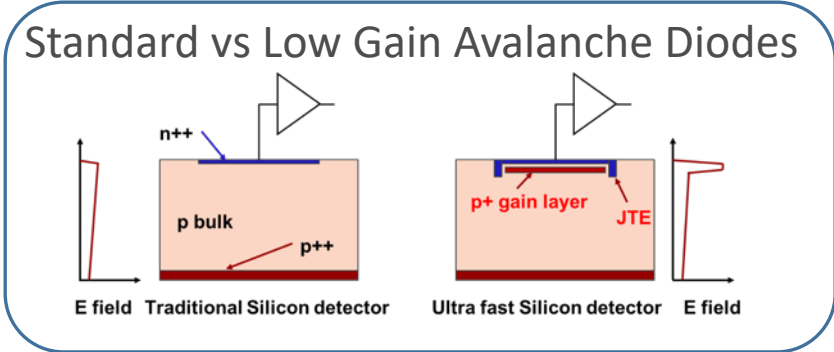 Standard vs Low Gain Avalanche Diodes
n++
p+ gain layer
JTE
p bulk
p++
E field Traditional Silicon detector Ultra fast Silicon detector E field